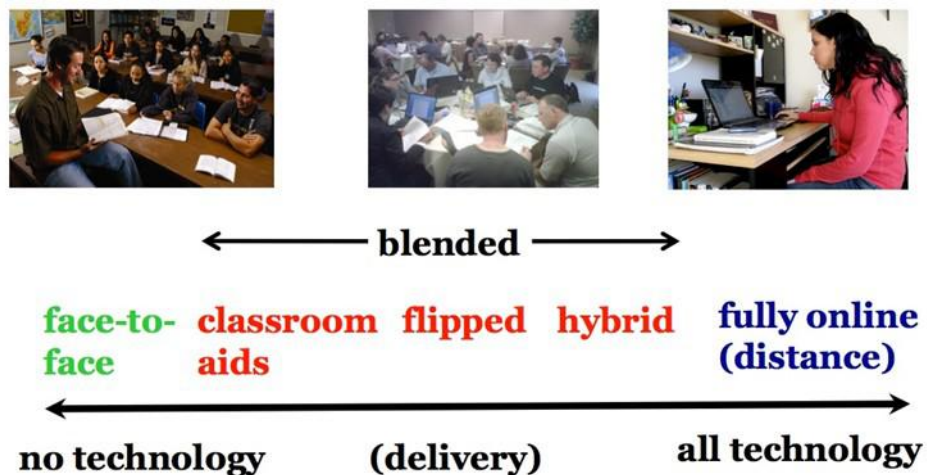 blended
face-to- classroom flipped hybrid fully online
face aids (distance)
no technology (delivery) all technology